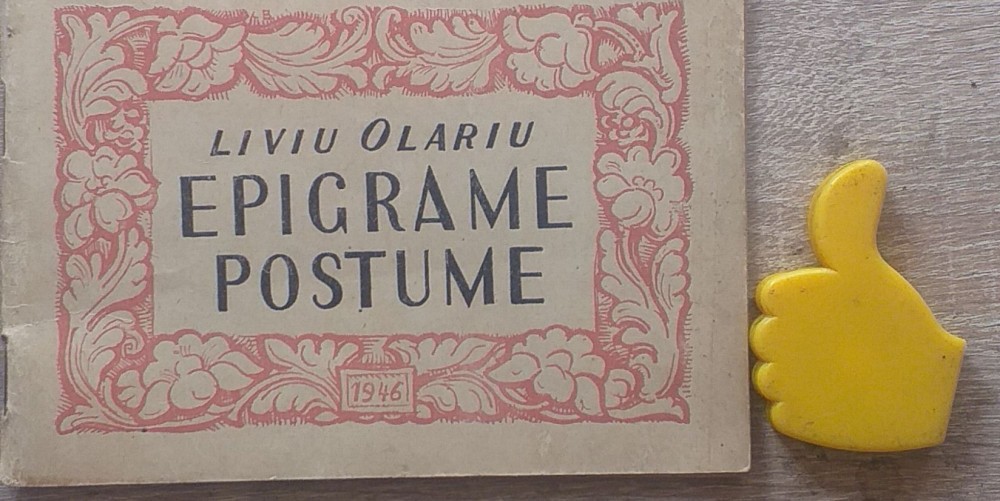 LIVIU OLARIU
EPIGRAME
POSTUME
1946